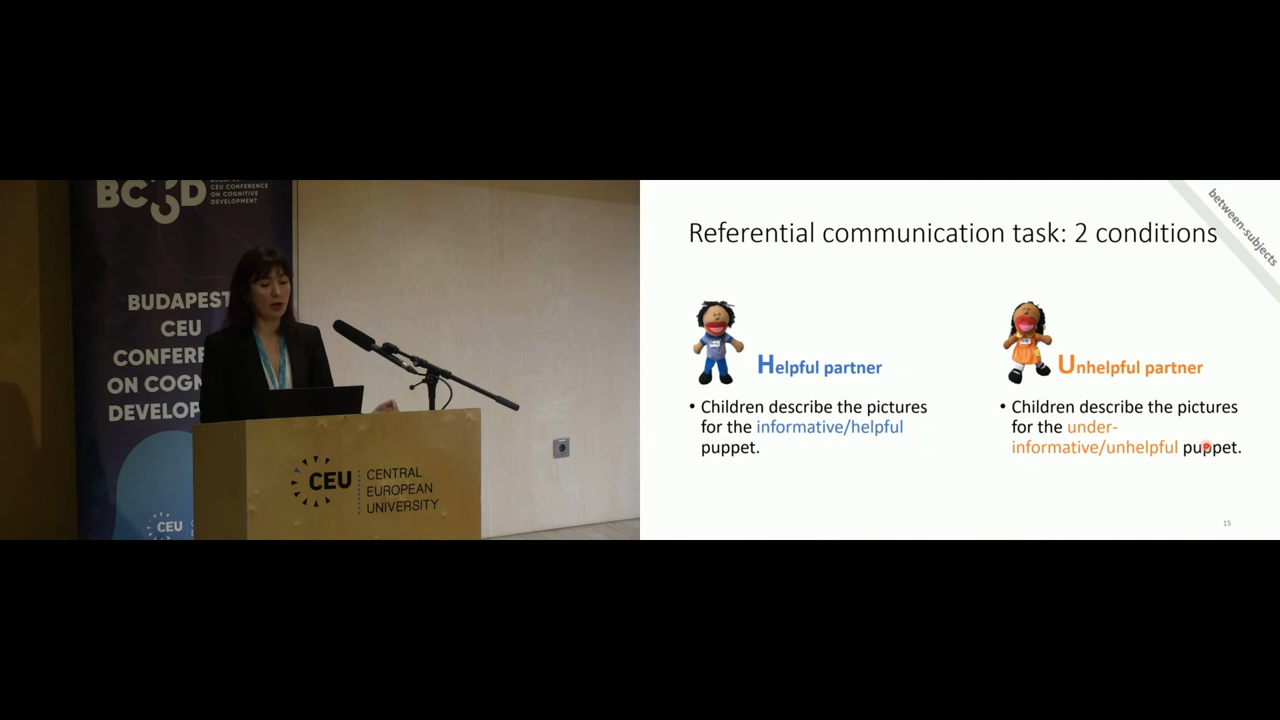 BC D
CEU CONFERENCE
ON COGNITIVE
DEVELOPMENT
BUDAPEST
CEU
CONFERE
ON COGN
DEVELOP
CEU
CEU
CENTRAL
EUROPEAN
UNIVERSITY
between-subjects
Referential communication task: 2 conditions
Helpful partner
• Children describe the pictures
for the informative/helpful
puppet.
Unhelpful partner
• Children describe the pictures
for the under-
informative/unhelpful puppet.
15